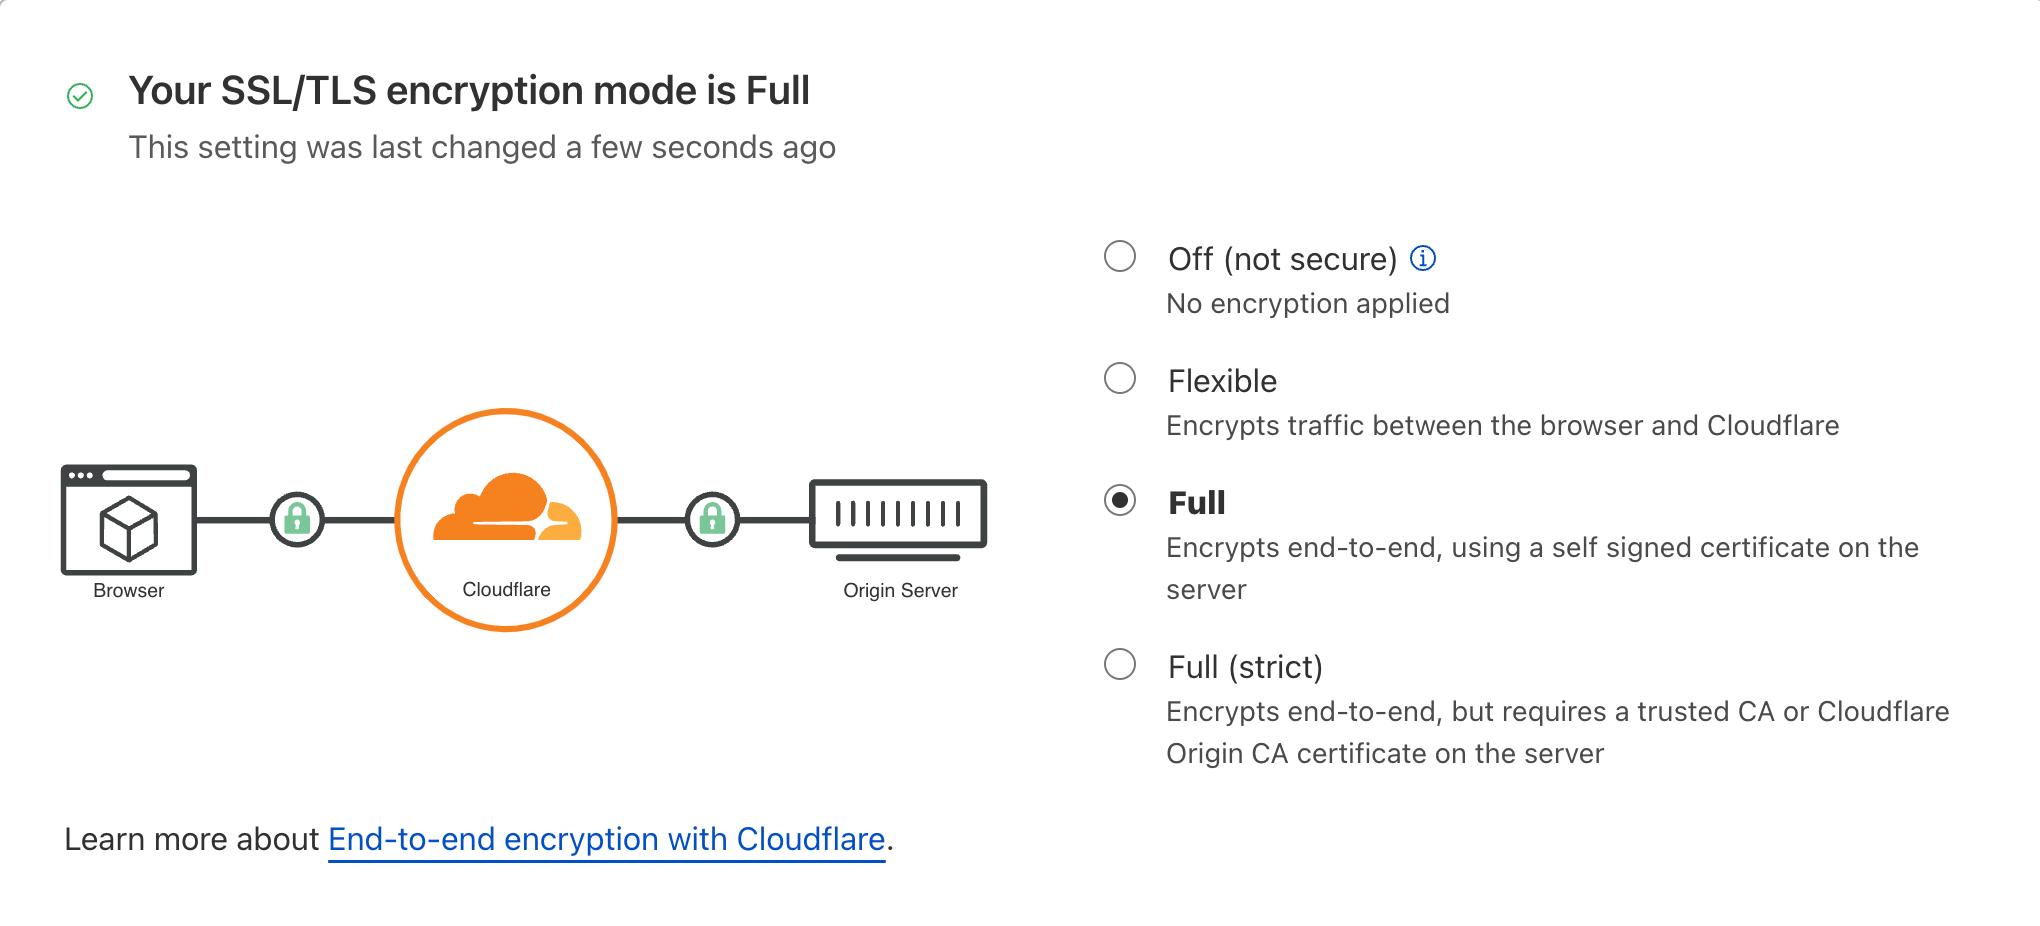 Your SSL/TLS encryption mode is Full
This setting was last changed a few seconds ago
Off (not secure)
No encryption applied
Flexible
Encrypts traffic between the browser and Cloudflare
Full
Encrypts end-to-end, using a self signed certificate on the
server
Full (strict)
Encrypts end-to-end, but requires a trusted CA or Cloudflare
Origin CA certificate on the server
Browser
Cloudflare
Origin Server
Learn more about End-to-end encryption with Cloudflare.